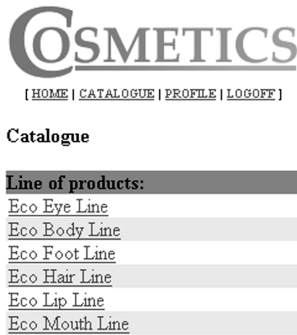 COSMETICS
[ HOME | CATALOGUE | PROFILE | LOGOFF ]
Catalogue
Line of products:
Eco Eye Line
Eco Body Line
Eco Foot Line
Eco Hair Line
Eco Lip Line
Eco Mouth Line